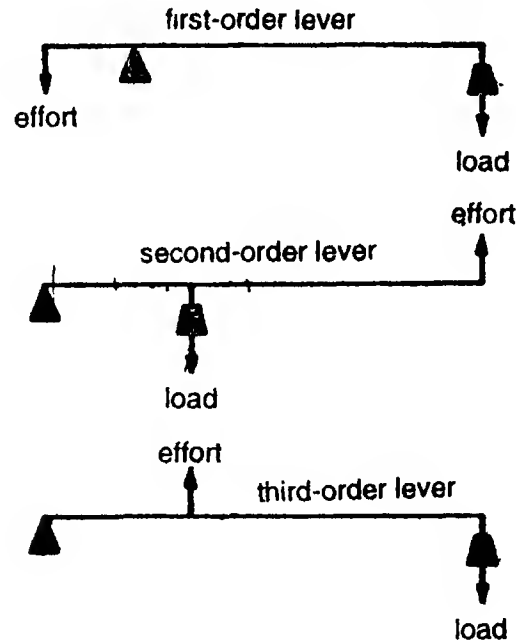 first-order lever
effort
load
effort
second-order lever
load
effort
third-order lever
load